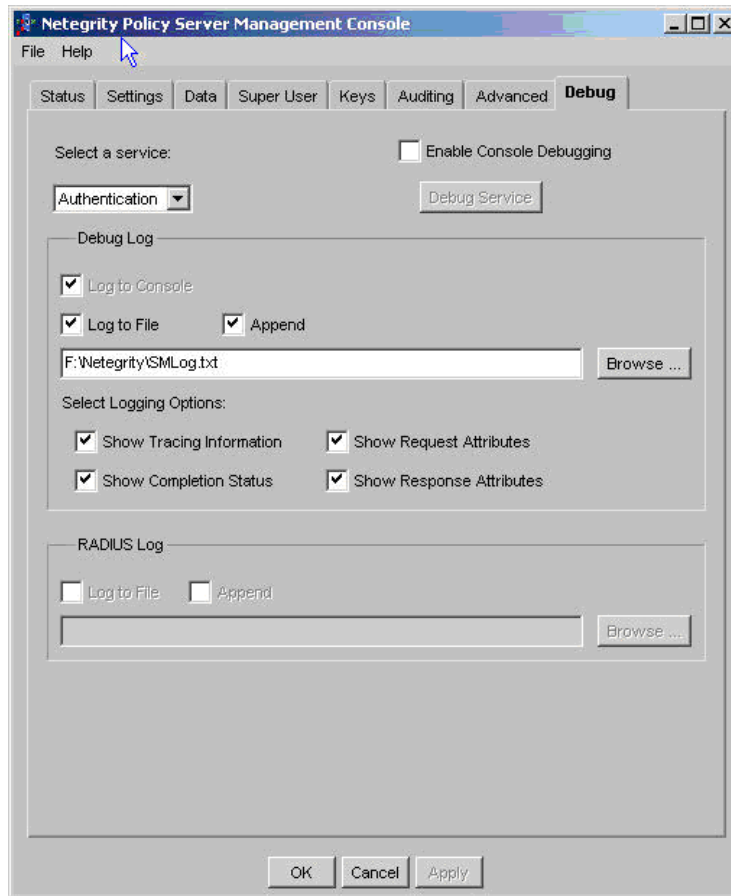 Netegrity Policy Server Management Console
File Help
Status Settings Data Super User Keys Auditing Advanced Debug
Select a service: Enable Console Debugging
Authentication Debug Service
Debug Log
Log to Console
Log to File Append
F:\Netegrity\SMLog.txt Browse ...
Select Logging Options:
Show Tracing Information Show Request Attributes
Show Completion Status Show Response Attributes
RADIUS Log
Log to File Append
Browse ...
OK Cancel Apply